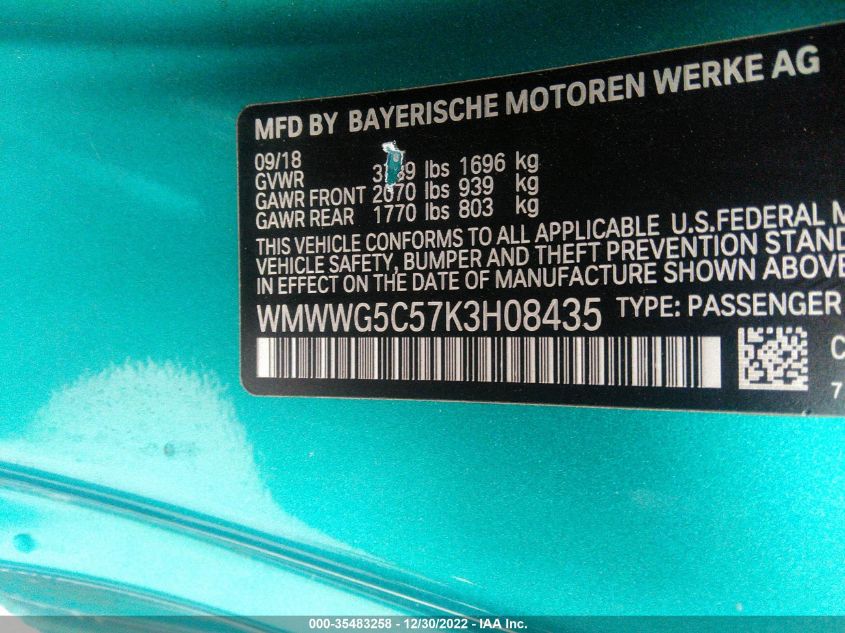 MFD BY BAYERISCHE MOTOREN WERKE AG
09/18
GVWR lbs 1696 kg
GAWR FRONT 2070 lbs 939 kg
GAWR REAR 1770 lbs 803 kg
THIS VEHICLE CONFORMS TO ALL APPLICABLE U.S.FEDERAL M
VEHICLE SAFETY, BUMPER AND THEFT PREVENTION STAND
IN EFFECT ON THE DATE OF MANUFACTURE SHOWN ABOVE
WMWWG5C57K3H08435 TYPE: PASSENGER
C
7
000-35483258 - 12/30/2022 - IAA Inc.